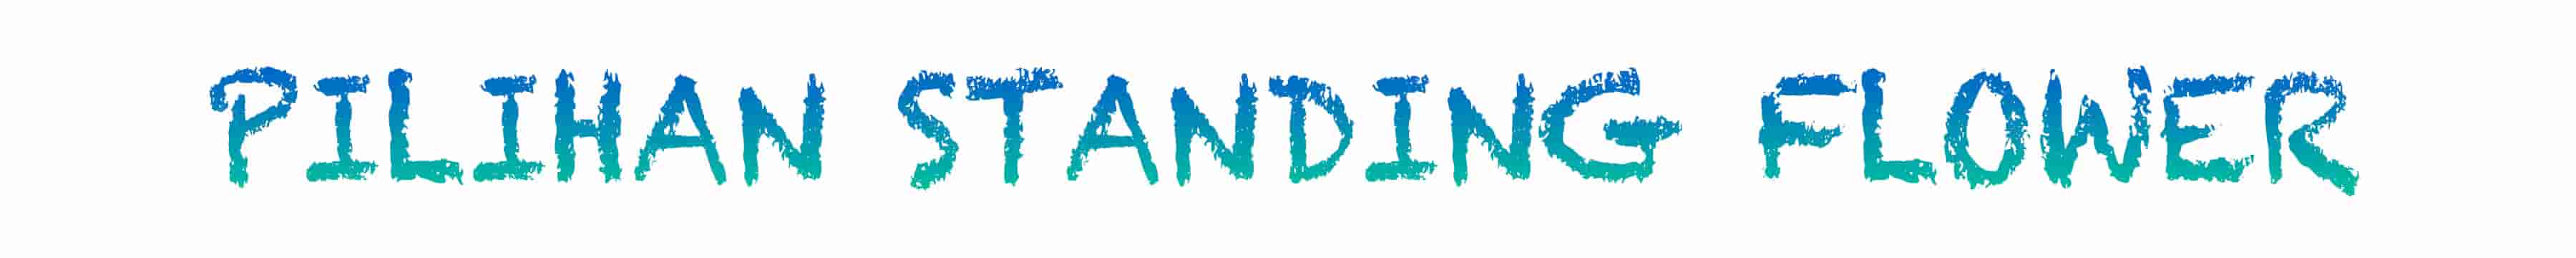 PILIHAN STANDING FLOWER